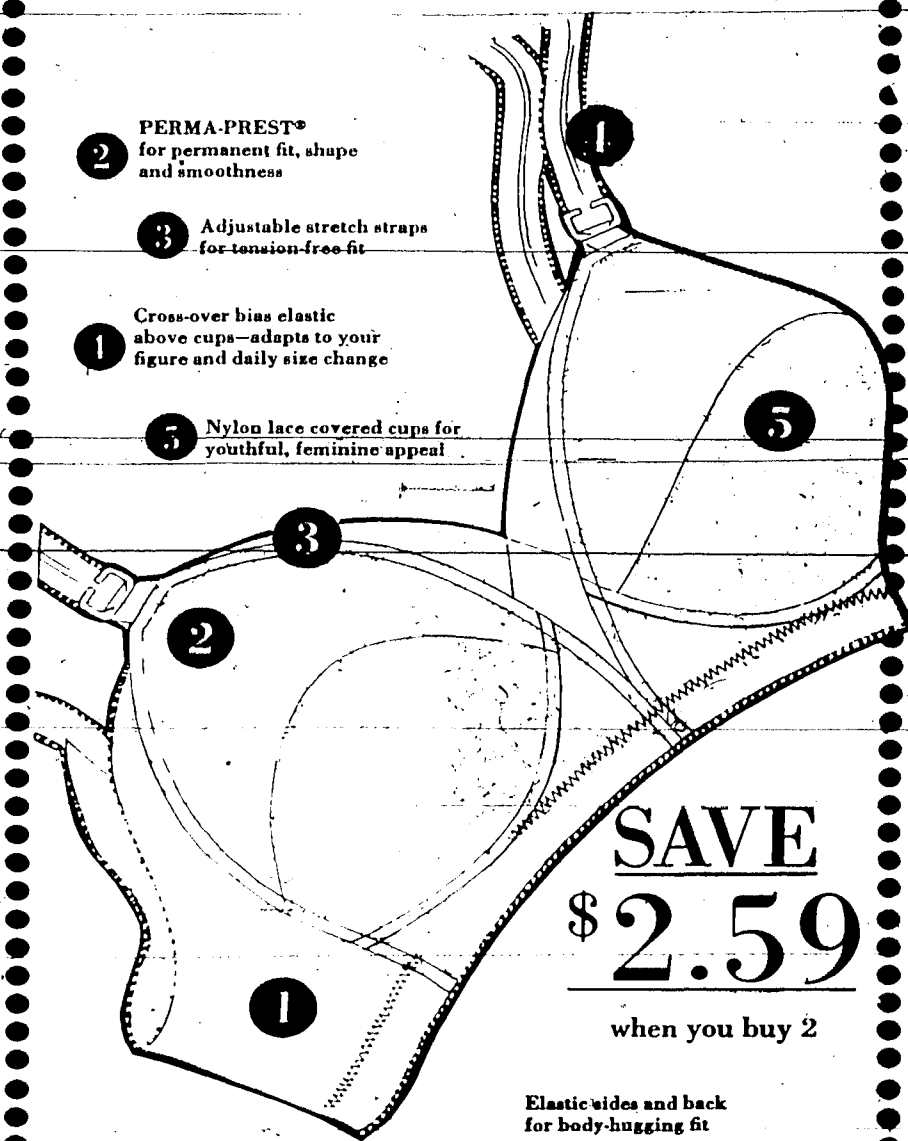 2
PERMA-PREST®
for permanent fit, shape
and smoothness
3
Adjustable stretch straps
for tension-free fit
1
Cross-over bias elastic
above cups—adapts to your
figure and daily size change
5
Nylon lace covered cups for
youthful, feminine appeal
4
5
3
2
1
SAVE
$2.59
when you buy 2
Elastic sides and back
for body-hugging fit